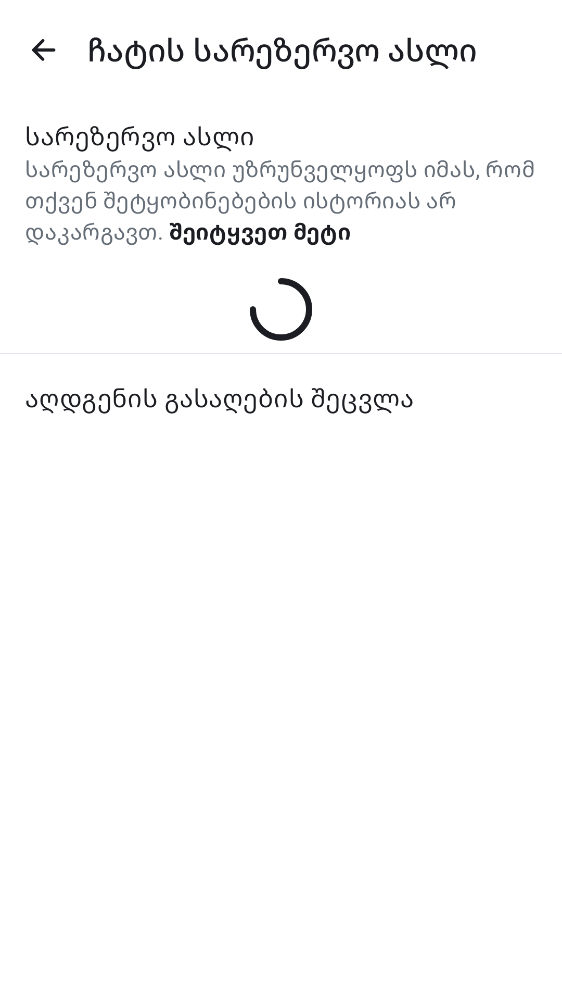 ჩატის სარეზერვო ასლი
სარეზერვო ასლი
სარეზერვო ასლი უზრუნველყოფს იმას, რომ
თქვენ შეტყობინებების ისტორიას არ
დაკარგავთ. შეიტყვეთ მეტი
აღდგენის გასაღების შეცვლა